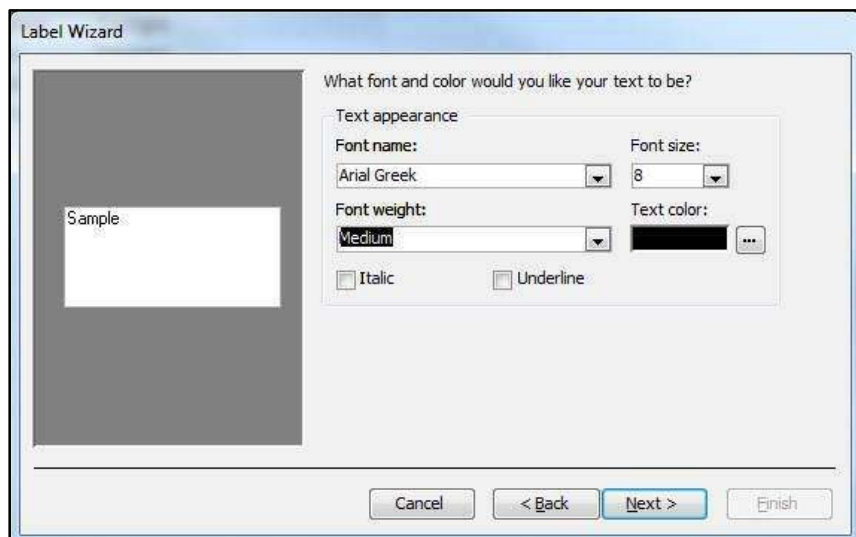 Label Wizard
What font and color would you like your text to be?
Text appearance
Font name: Font size:
Arial Greek 8
Sample
Font weight: Text color:
Medium ...
Italic Underline
Cancel < Back Next > Finish